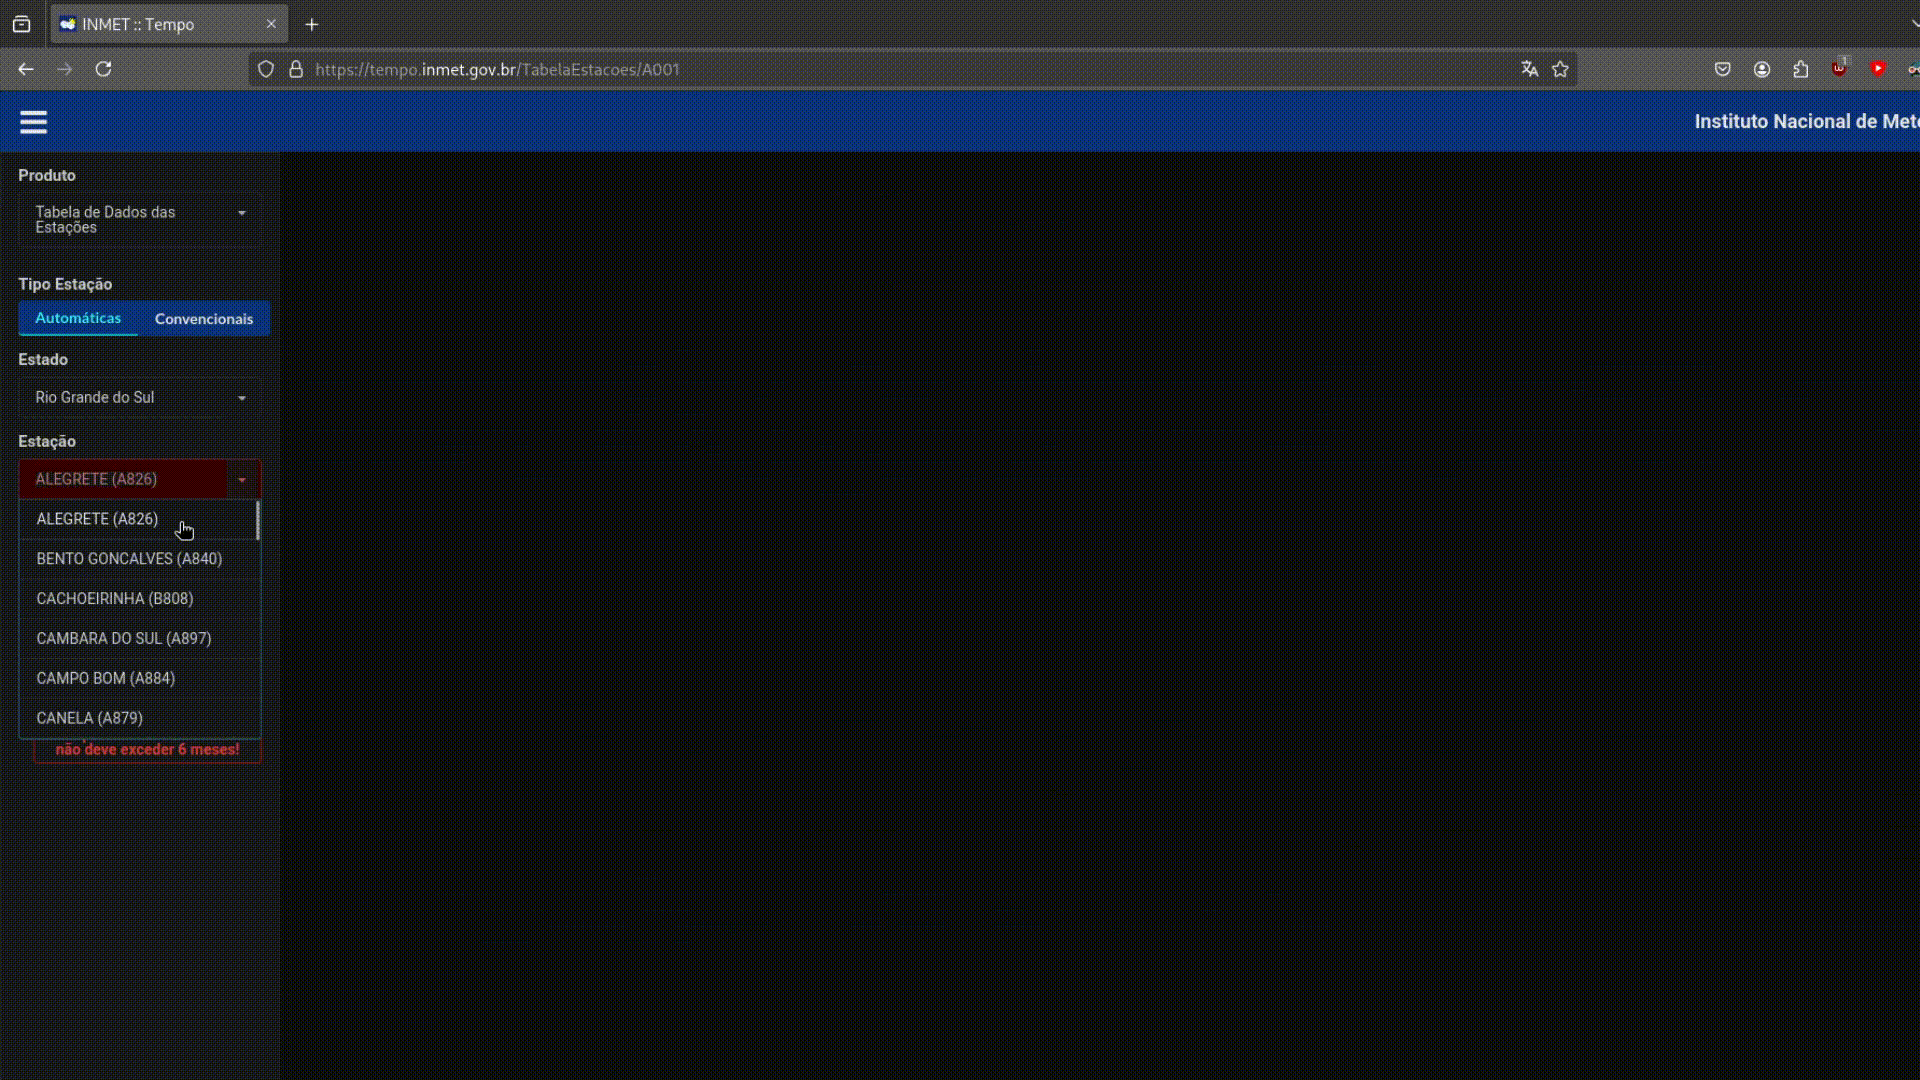 INMET :: Tempo
https://tempo.inmet.gov.br/TabelaEstacoes/A001
1
Instituto Nacional de Mete
Produto
Tabela de Dados das
Estações
Tipo Estação
Automáticas
Convencionais
Estado
Rio Grande do Sul
Estação
ALEGRETE (A826)
ALEGRETE (A826)
BENTO GONCALVES (A840)
CACHOEIRINHA (B808)
CAMBARA DO SUL (A897)
CAMPO BOM (A884)
CANELA (A879)
não deve exceder 6 meses!